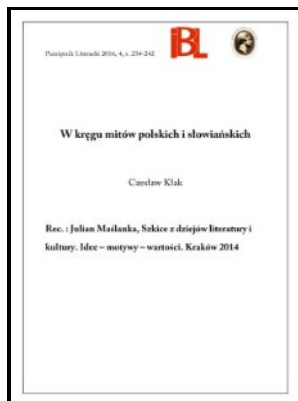 Pamiętnik Literacki 2016, 4, s. 234-242
IBL
W kręgu mitów polskich i słowiańskich
Czesław Kłak
Rec. : Julian Maślanka, Szkice z dziejów literatury i
kultury. Idee – motywy – wartości. Kraków 2014